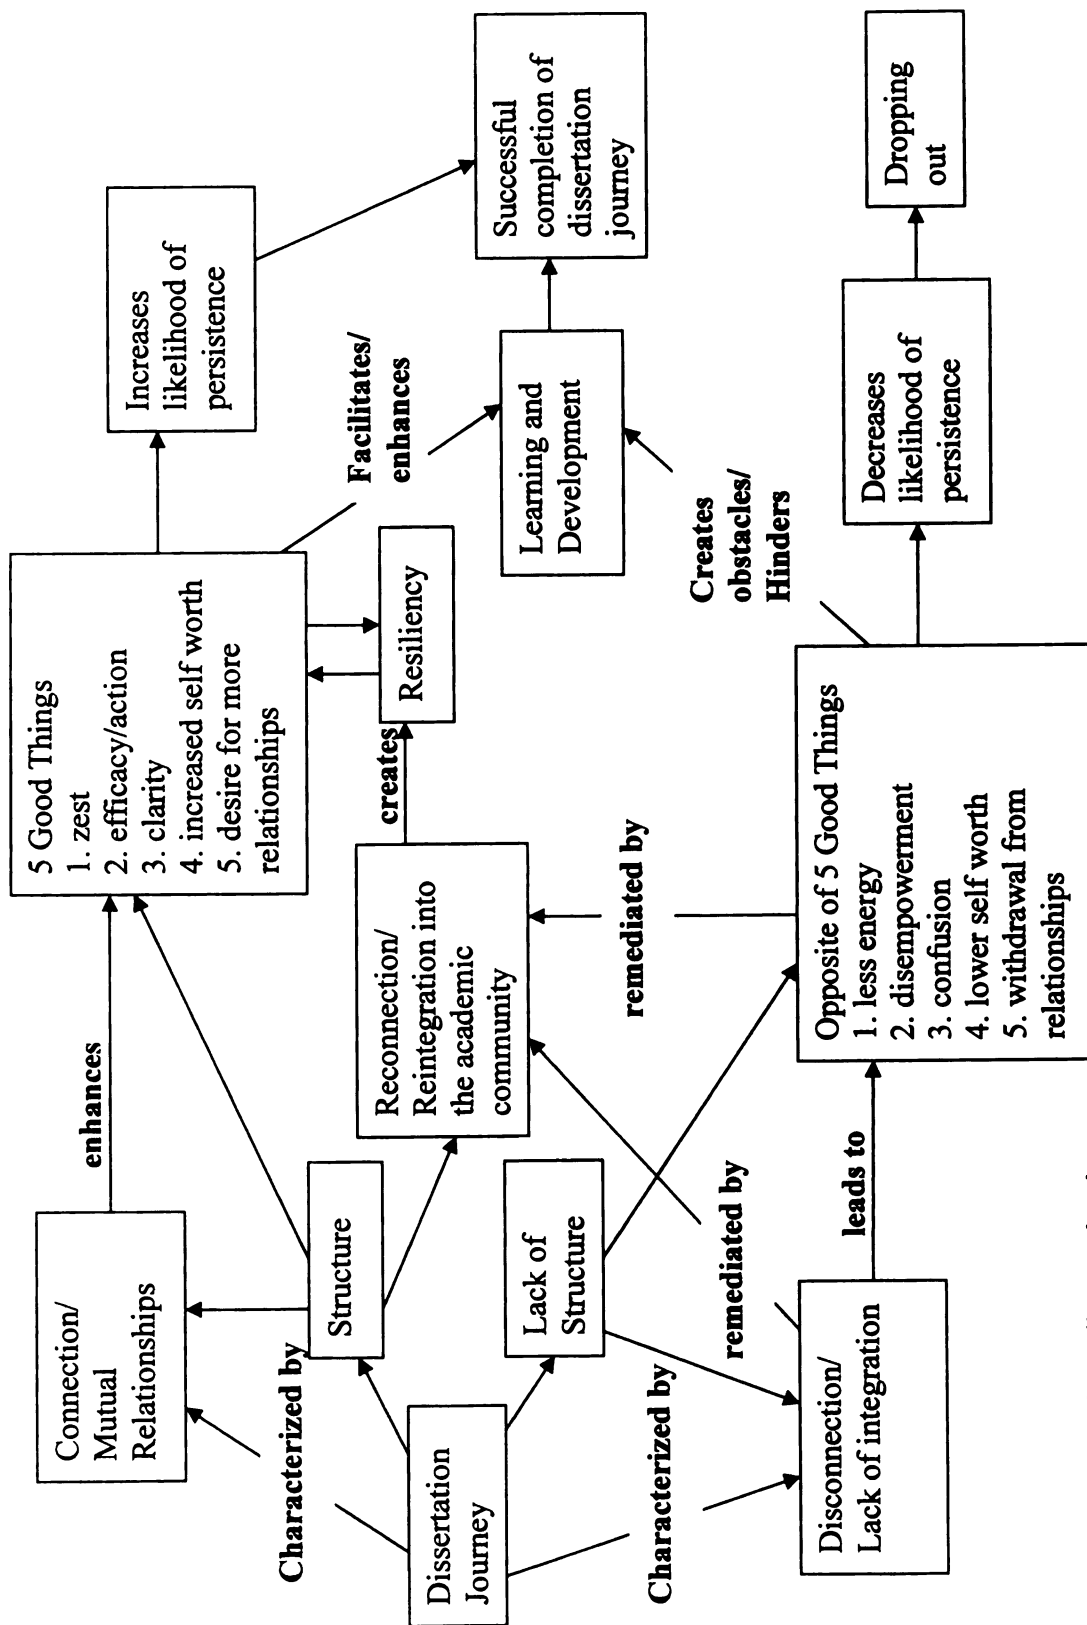 Connection/
Mutual
Relationships
enhances
5 Good Things
1. zest
2. efficacy/action
3. clarity
4. increased self worth
5. desire for more
relationships
Increases
likelihood of
persistence
Characterized by
Structure
Facilitates/
enhances
Dissertation
Journey
Reconnection/
Reintegration into
the academic
community
creates
Resiliency
Successful
completion of
dissertation
journey
Lack of
Structure
Learning and
Development
Characterized by
remediated by
remediated by
Creates
obstacles/
Hinders
Disconnection/
Lack of integration
leads to
Opposite of 5 Good Things
1. less energy
2. disempowerment
3. confusion
4. lower self worth
5. withdrawal from
relationships
Decreases
likelihood of
persistence
Dropping
out